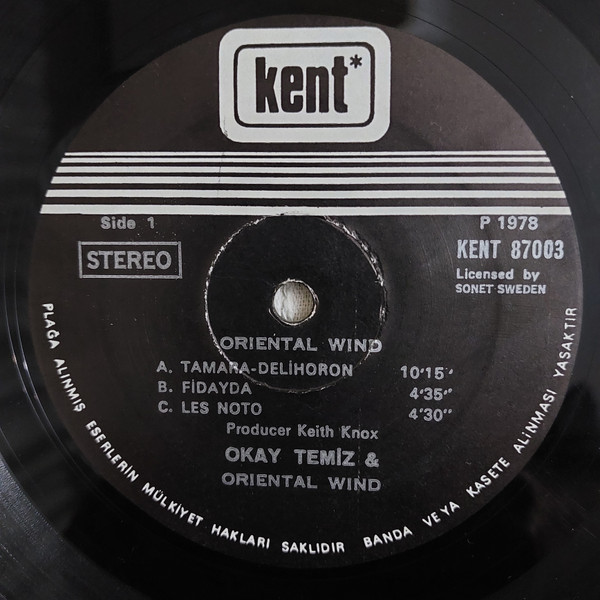 kent*
Side 1
P 1978
STEREO
KENT 87003
Licensed by
SONET SWEDEN
ORIENTAL WIND
A. TAMARA-DELİHORON 10'15''
B. FİDAYDA 4'35''
C. LES NOTO 4'30''
Producer Keith Knox
OKAY TEMİZ &
ORIENTAL WIND
PLAĞA ALINMIŞ ESERLERİN MÜLKİYET HAKLARI SAKLIDIR BANDA VEYA KASETE ALINMASI YASAKTIR